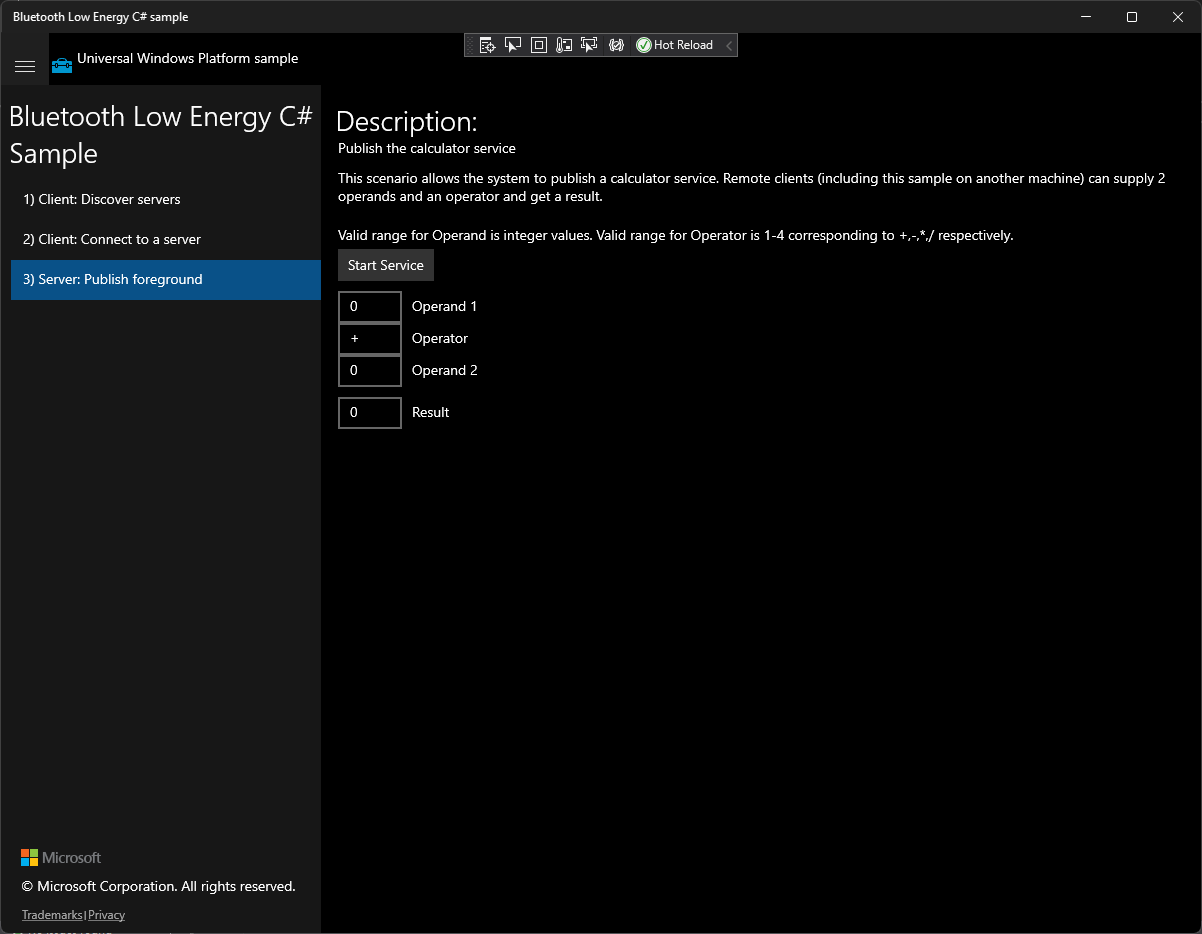 Bluetooth Low Energy C# sample
Hot Reload
Universal Windows Platform sample
Bluetooth Low Energy C#
Sample
1) Client: Discover servers
2) Client: Connect to a server
3) Server: Publish foreground
Microsoft
© Microsoft Corporation. All rights reserved.
Trademarks | Privacy
Description:
Publish the calculator service
This scenario allows the system to publish a calculator service. Remote clients (including this sample on another machine) can supply 2
operands and an operator and get a result.
Valid range for Operand is integer values. Valid range for Operator is 1-4 corresponding to +,-,*,/ respectively.
Start Service
0 Operand 1
+ Operator
0 Operand 2
0 Result